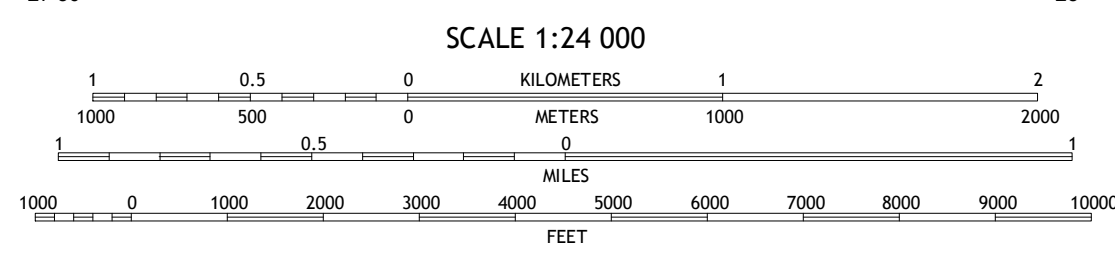 SCALE 1:24 000
1 0.5 0 KILOMETERS 1 2
1000 500 0 METERS 1000 2000
1 0.5 0 1
MILES
1000 0 1000 2000 3000 4000 5000 6000 7000 8000 9000 10000
FEET